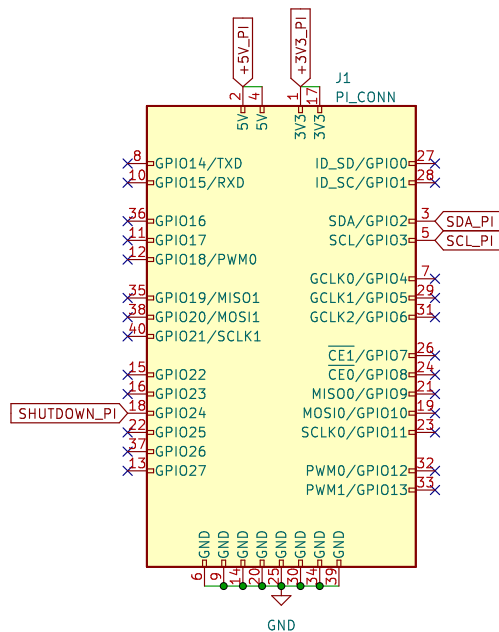 +5V_PI
+3V3_PI
J1
PI_CONN
2
4
1
17
5V
5V
3V3
3V3
8
GPIO14/TXD
ID_SD/GPIO0
27
10
GPIO15/RXD
ID_SC/GPIO1
28
36
GPIO16
SDA/GPIO2
3
SDA_PI
11
GPIO17
SCL/GPIO3
5
SCL_PI
12
GPIO18/PWM0
GCLK0/GPIO4
7
35
GPIO19/MISO1
GCLK1/GPIO5
29
38
GPIO20/MOSI1
GCLK2/GPIO6
31
40
GPIO21/SCLK1
CE1/GPIO7
26
15
GPIO22
CE0/GPIO8
24
16
GPIO23
MISO0/GPIO9
21
SHUTDOWN_PI
18
GPIO24
MOSI0/GPIO10
19
22
GPIO25
SCLK0/GPIO11
23
37
GPIO26
13
GPIO27
PWM0/GPIO12
32
PWM1/GPIO13
33
GND
GND
GND
GND
GND
GND
GND
GND
6
9
14
20
25
30
34
39
GND